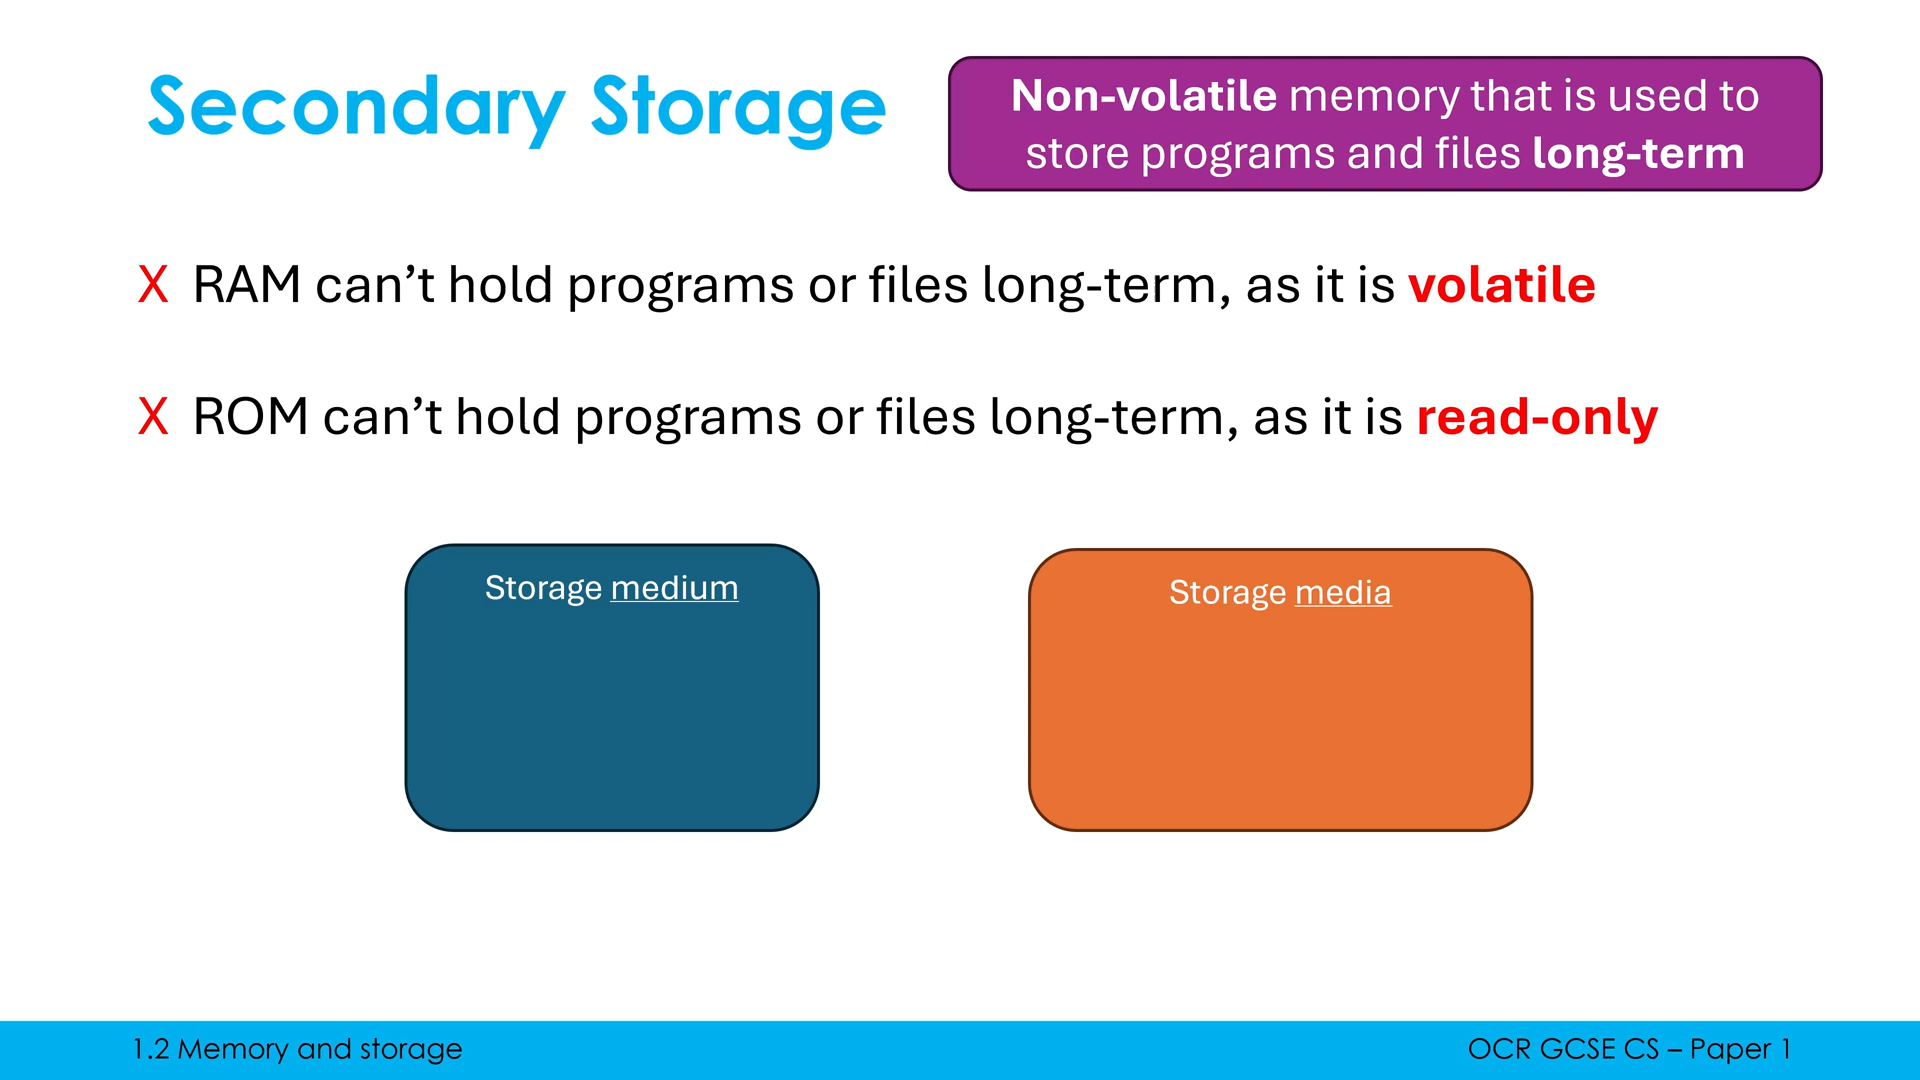 Secondary Storage
Non-volatile memory that is used to
store programs and files long-term
X RAM can’t hold programs or files long-term, as it is volatile
X ROM can’t hold programs or files long-term, as it is read-only
Storage medium
Storage media
1.2 Memory and storage
OCR GCSE CS – Paper 1